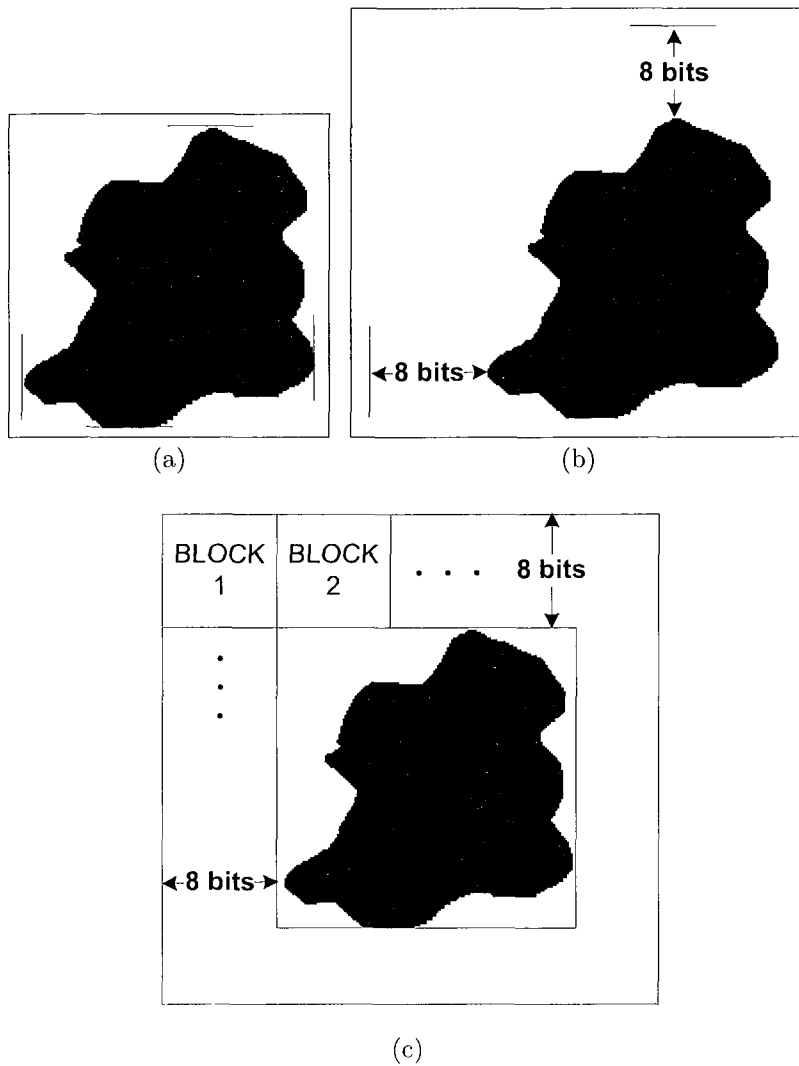 8 bits
8 bits
(a)
(b)
BLOCK
1
BLOCK
2
. . .
8 bits
8 bits
(c)